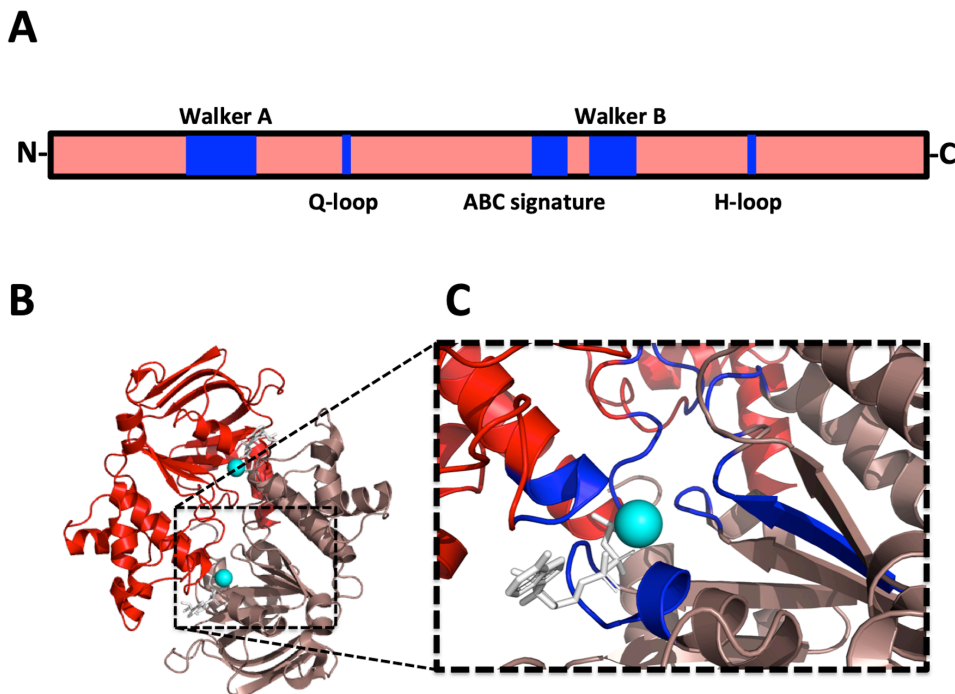 A
Walker A
Walker B
N-
-C
Q-loop
ABC signature
H-loop
B
C